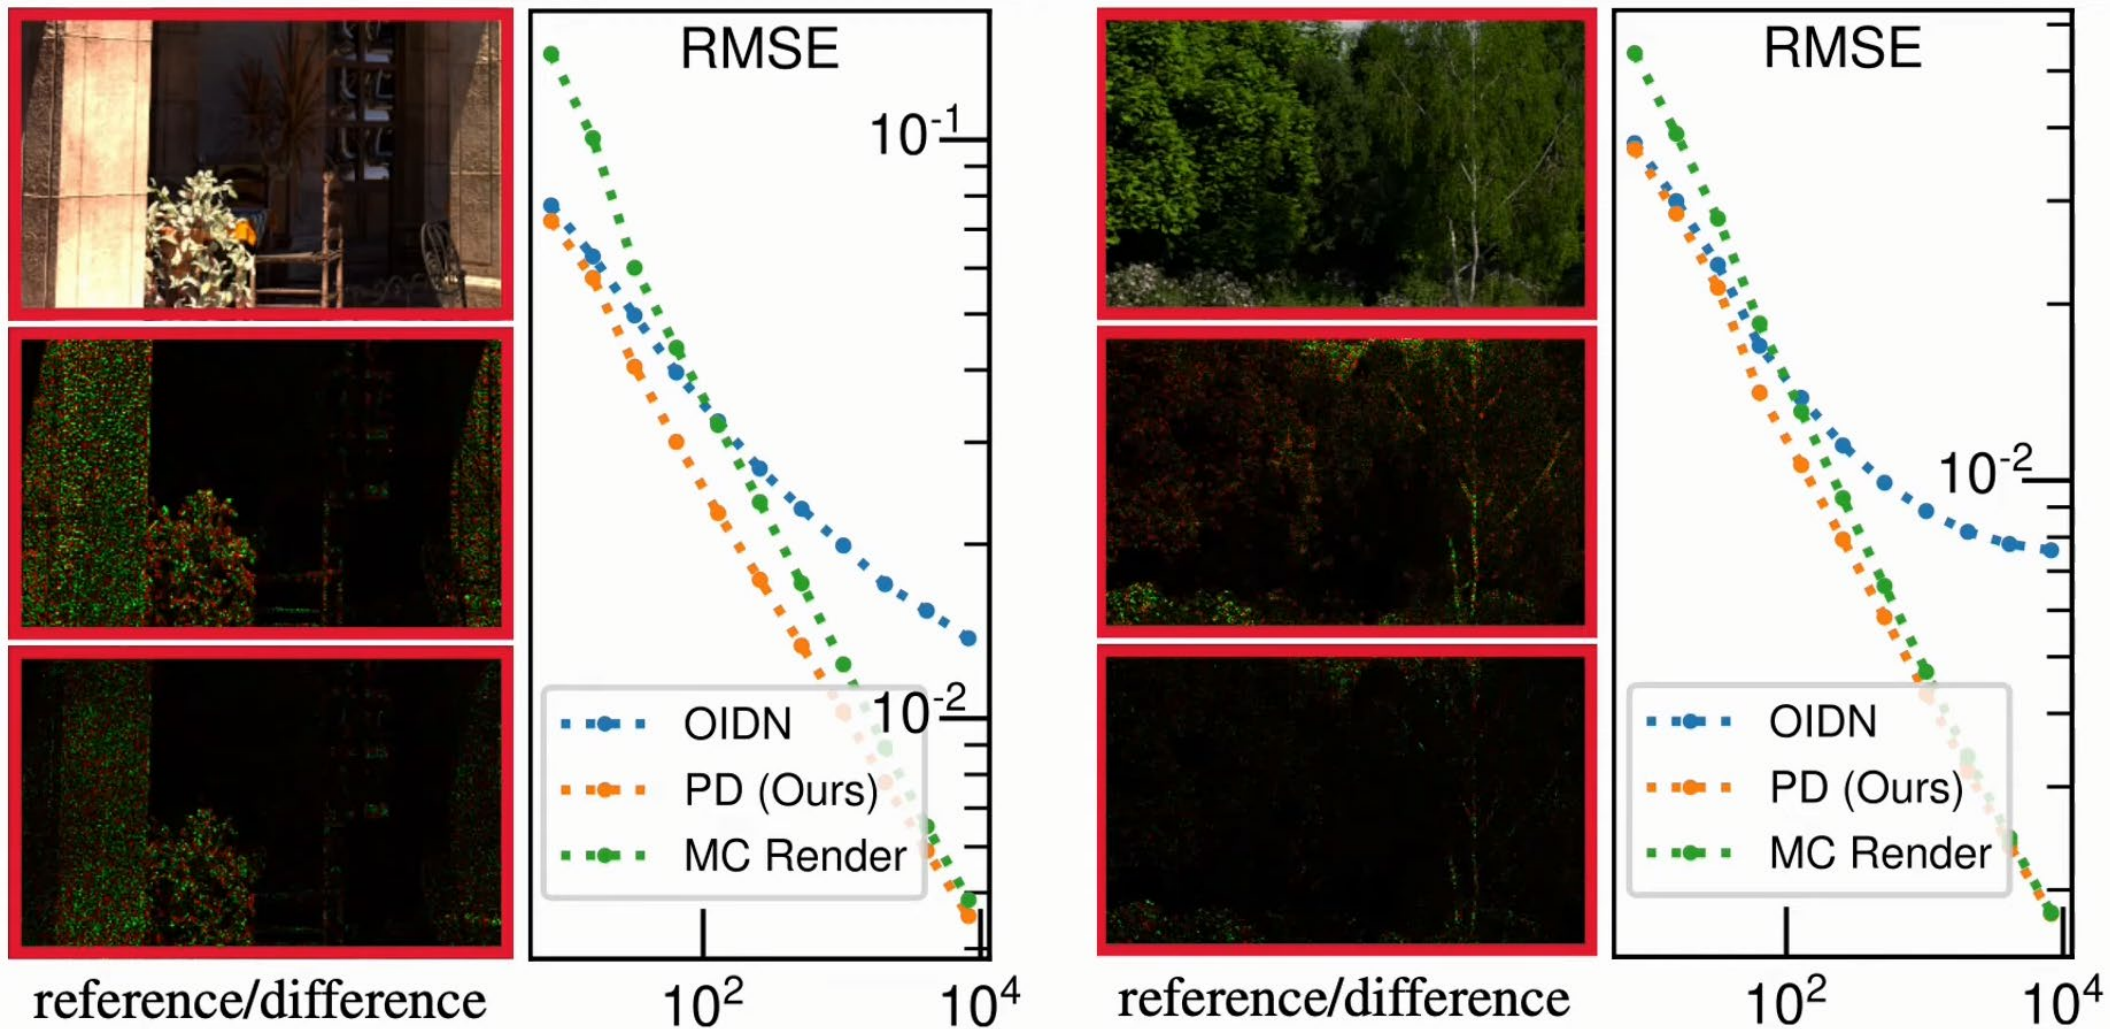 RMSE
10⁻¹
10⁻²
OIDN
PD (Ours)
MC Render
10² 10⁴
reference/difference
RMSE
10⁻²
OIDN
PD (Ours)
MC Render
10² 10⁴
reference/difference